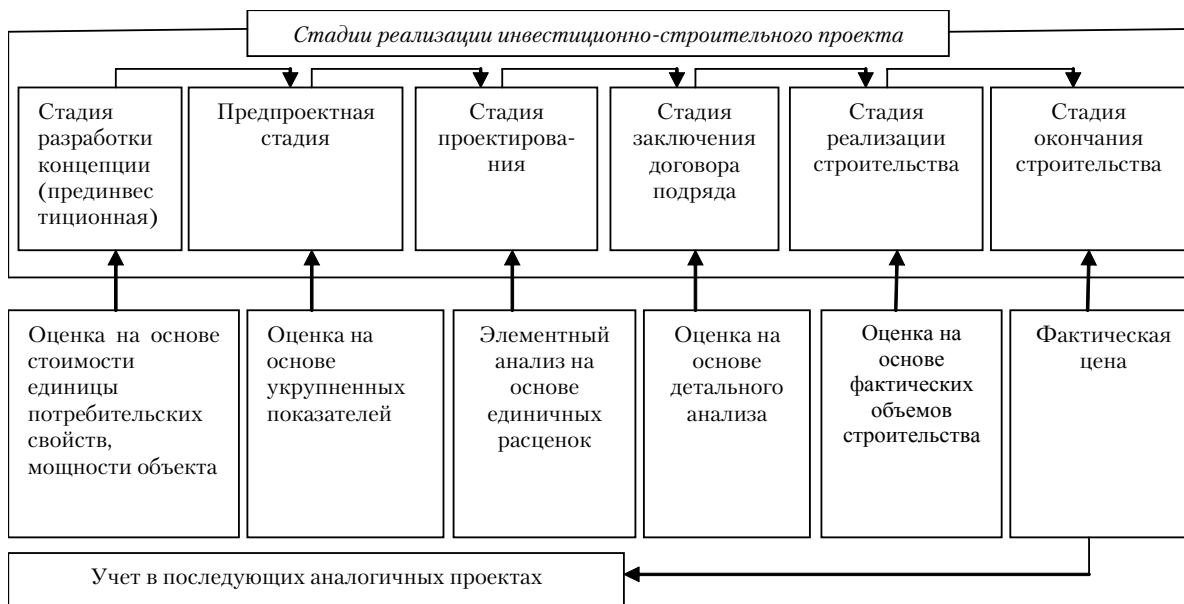 Стадии реализации инвестиционно-строительного проекта
Стадия
разработки
концепции
(прединвес
тиционная)
Предпроектная
стадия
Стадия
проектирова-
ния
Стадия
заключения
договора
подряда
Стадия
реализации
строительства
Стадия
окончания
строительства
Оценка на основе
стоимости
единицы
потребительских
свойств,
мощности объекта
Оценка на
основе
укрупненных
показателей
Элементный
анализ на
основе
единичных
расценок
Оценка на
основе
детального
анализа
Оценка на
основе
фактических
объемов
строительства
Фактическая
цена
Учет в последующих аналогичных проектах